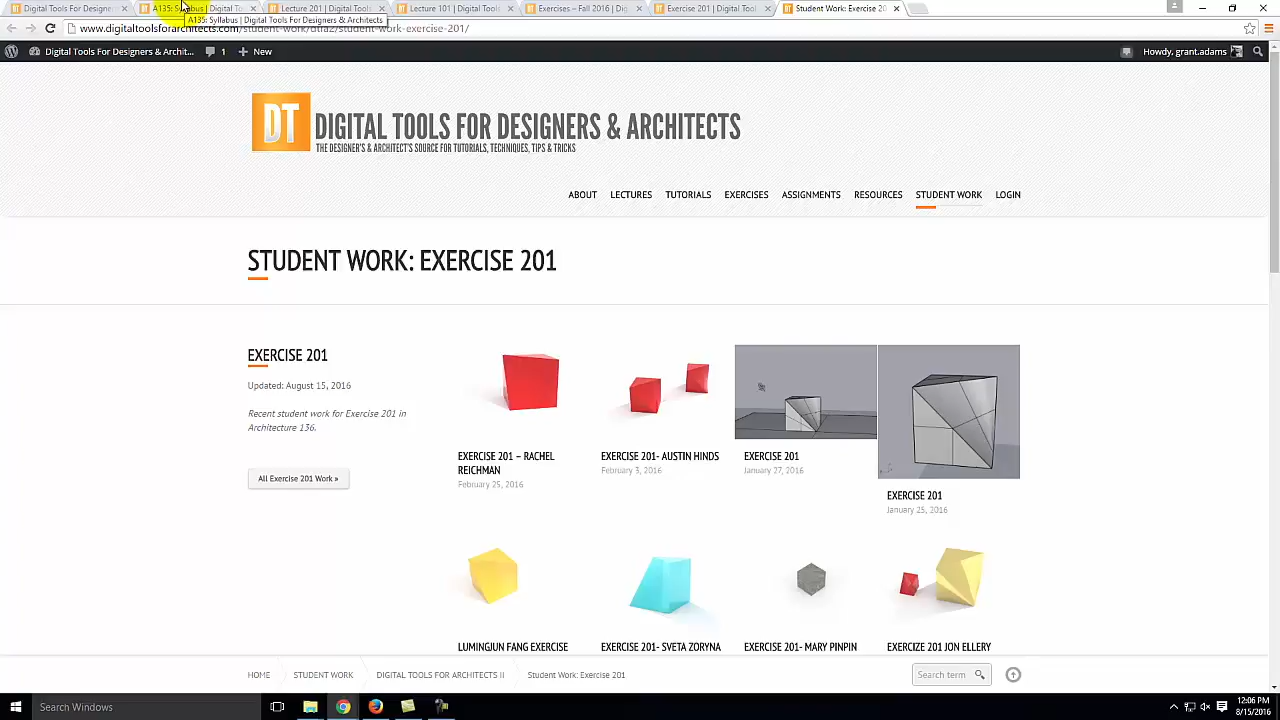 Digital Tools For Designers
A135: Syllabus | Digital To
Lecture 201 | Digital Tools
Lecture 101 | Digital Tools
Exercises – Fall 2016 | Dig
Exercise 201 | Digital Tool
Student Work: Exercise 20
A135: Syllabus | Digital Tools For Designers & Architects
www.digitaltoolsforarchitects.com/student-work/dtfa2/student-work-exercise-201/
Digital Tools For Designers & Archit...
1
New
Howdy, grant.adams
DT
DIGITAL TOOLS FOR DESIGNERS & ARCHITECTS
THE DESIGNER'S & ARCHITECT'S SOURCE FOR TUTORIALS, TECHNIQUES, TIPS & TRICKS
ABOUT LECTURES TUTORIALS EXERCISES ASSIGNMENTS RESOURCES STUDENT WORK LOGIN
STUDENT WORK: EXERCISE 201
EXERCISE 201
Updated: August 15, 2016
Recent student work for Exercise 201 in
Architecture 136.
All Exercise 201 Work »
EXERCISE 201 – RACHEL
REICHMAN
February 25, 2016
EXERCISE 201- AUSTIN HINDS
February 3, 2016
EXERCISE 201
January 27, 2016
EXERCISE 201
January 25, 2016
LUMINGJUN FANG EXERCISE
EXERCISE 201- SVETA ZORYNA
EXERCISE 201- MARY PINPIN
EXERCIZE 201 JON ELLERY
HOME
STUDENT WORK
DIGITAL TOOLS FOR ARCHITECTS II
Student Work: Exercise 201
Search term
Search Windows
12:06 PM
8/15/2016